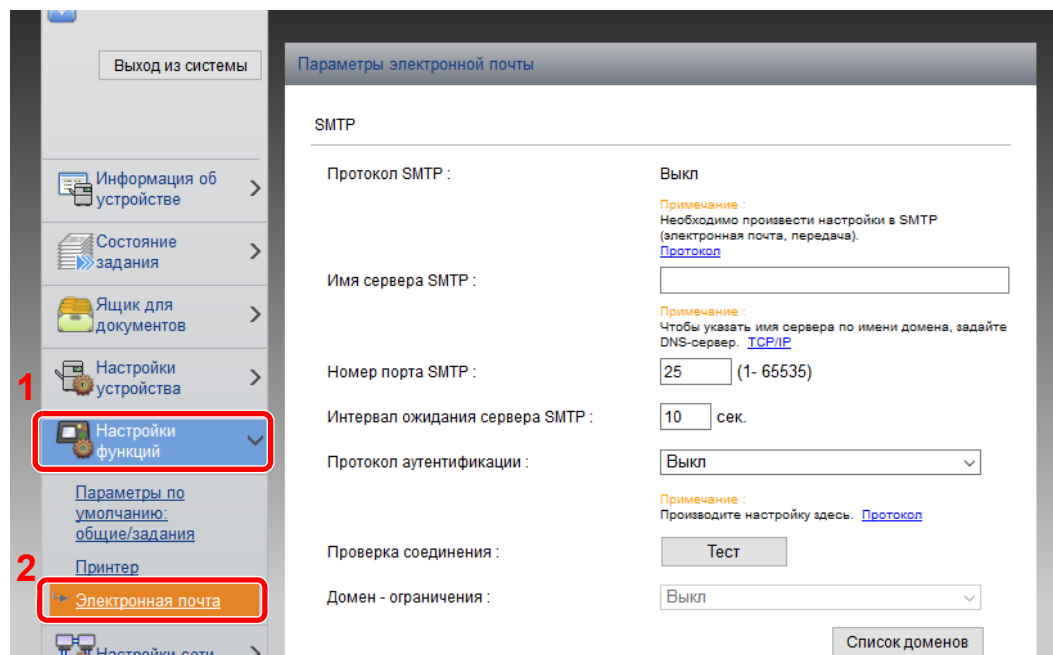 Выход из системы
Информация об
устройстве
Состояние
задания
Ящик для
документов
Настройки
устройства
1
Настройки
функций
Параметры по
умолчанию:
общие/задания
Принтер
2
Электронная почта
Настройки сети
Параметры электронной почты
SMTP
Протокол SMTP : Выкл
Примечание :
Необходимо произвести настройки в SMTP
(электронная почта, передача).
Протокол
Имя сервера SMTP :
Примечание :
Чтобы указать имя сервера по имени домена, задайте
DNS-сервер. TCP/IP
Номер порта SMTP : 25 (1- 65535)
Интервал ожидания сервера SMTP : 10 сек.
Протокол аутентификации : Выкл
Примечание :
Производите настройку здесь. Протокол
Проверка соединения : Тест
Домен - ограничения : Выкл
Список доменов